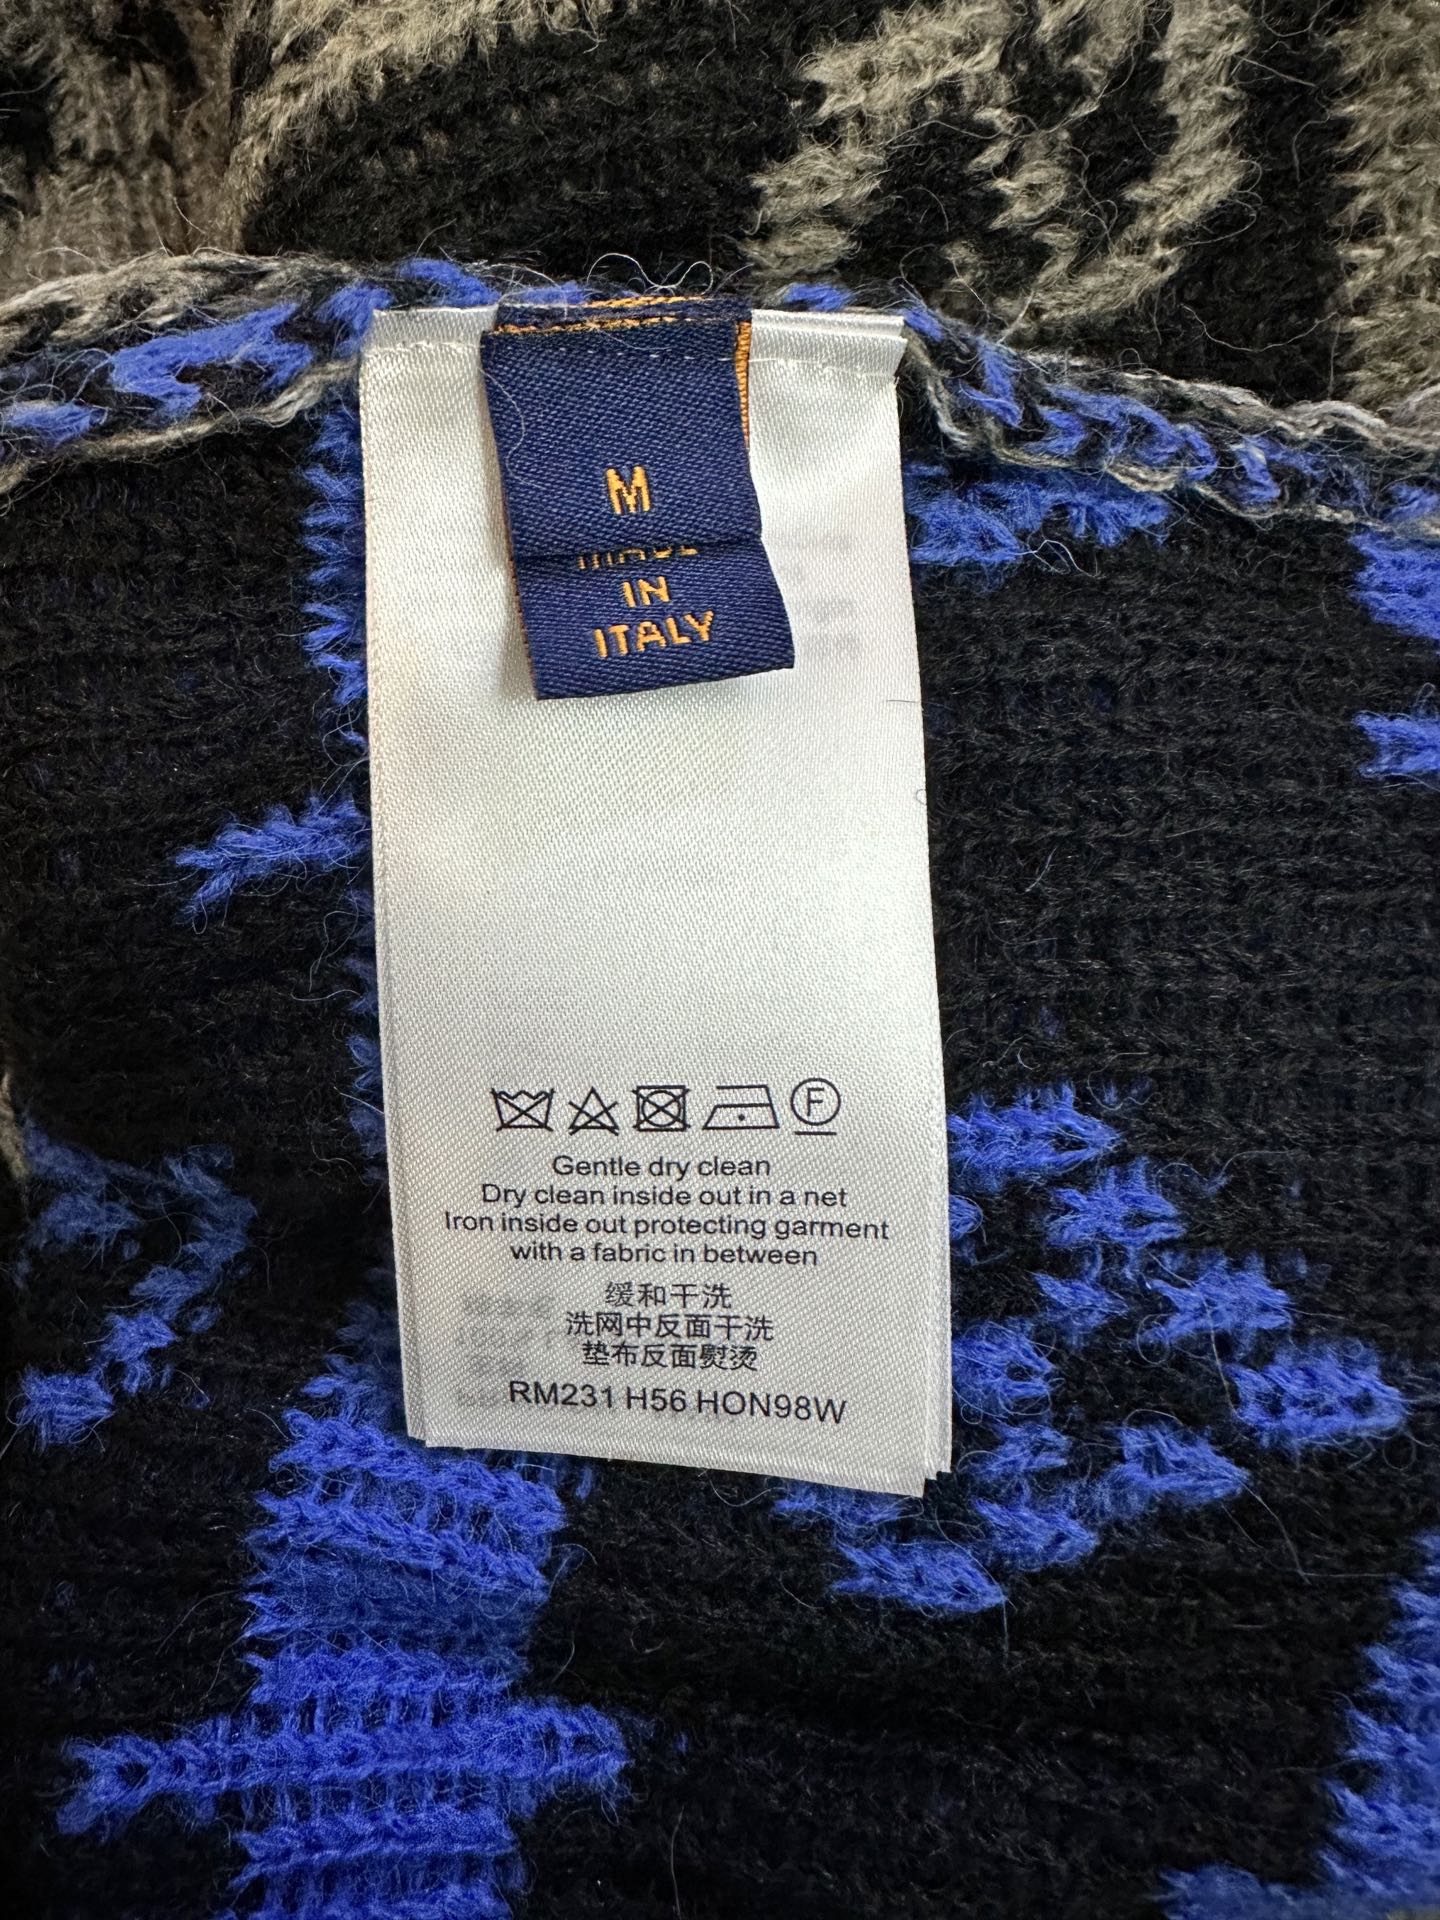 M
MADE
IN
ITALY
F
Gentle dry clean
Dry clean inside out in a net
Iron inside out protecting garment
with a fabric in between
缓和干洗
洗网中反面干洗
垫布反面熨烫
RM231 H56 HON98W